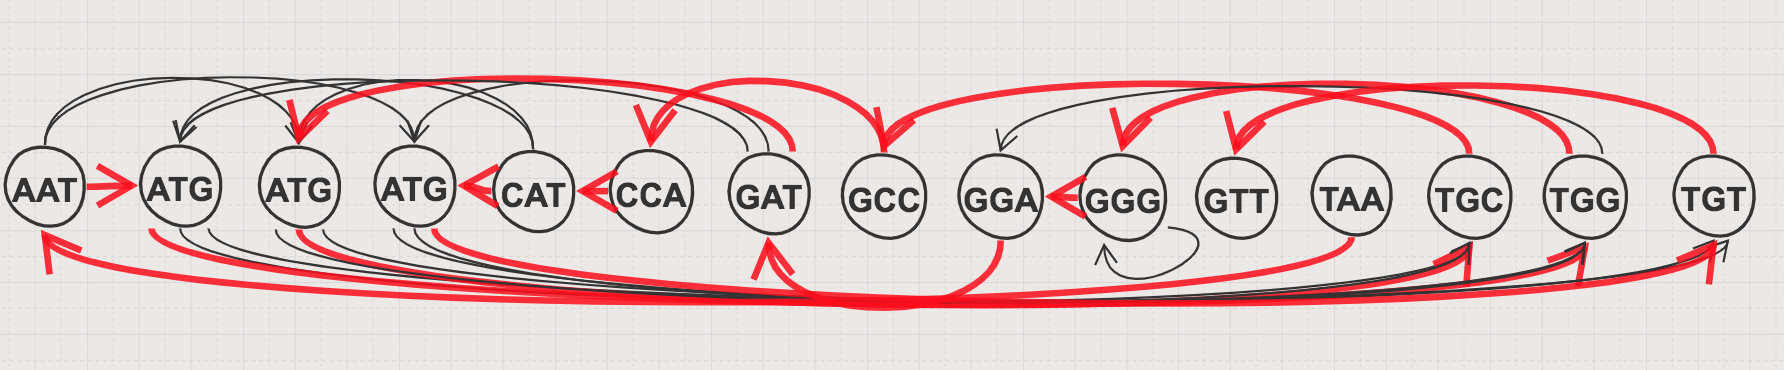 AAT ATG ATG ATG CAT CCA GAT GCC GGA GGG GTT TAA TGC TGG TGT